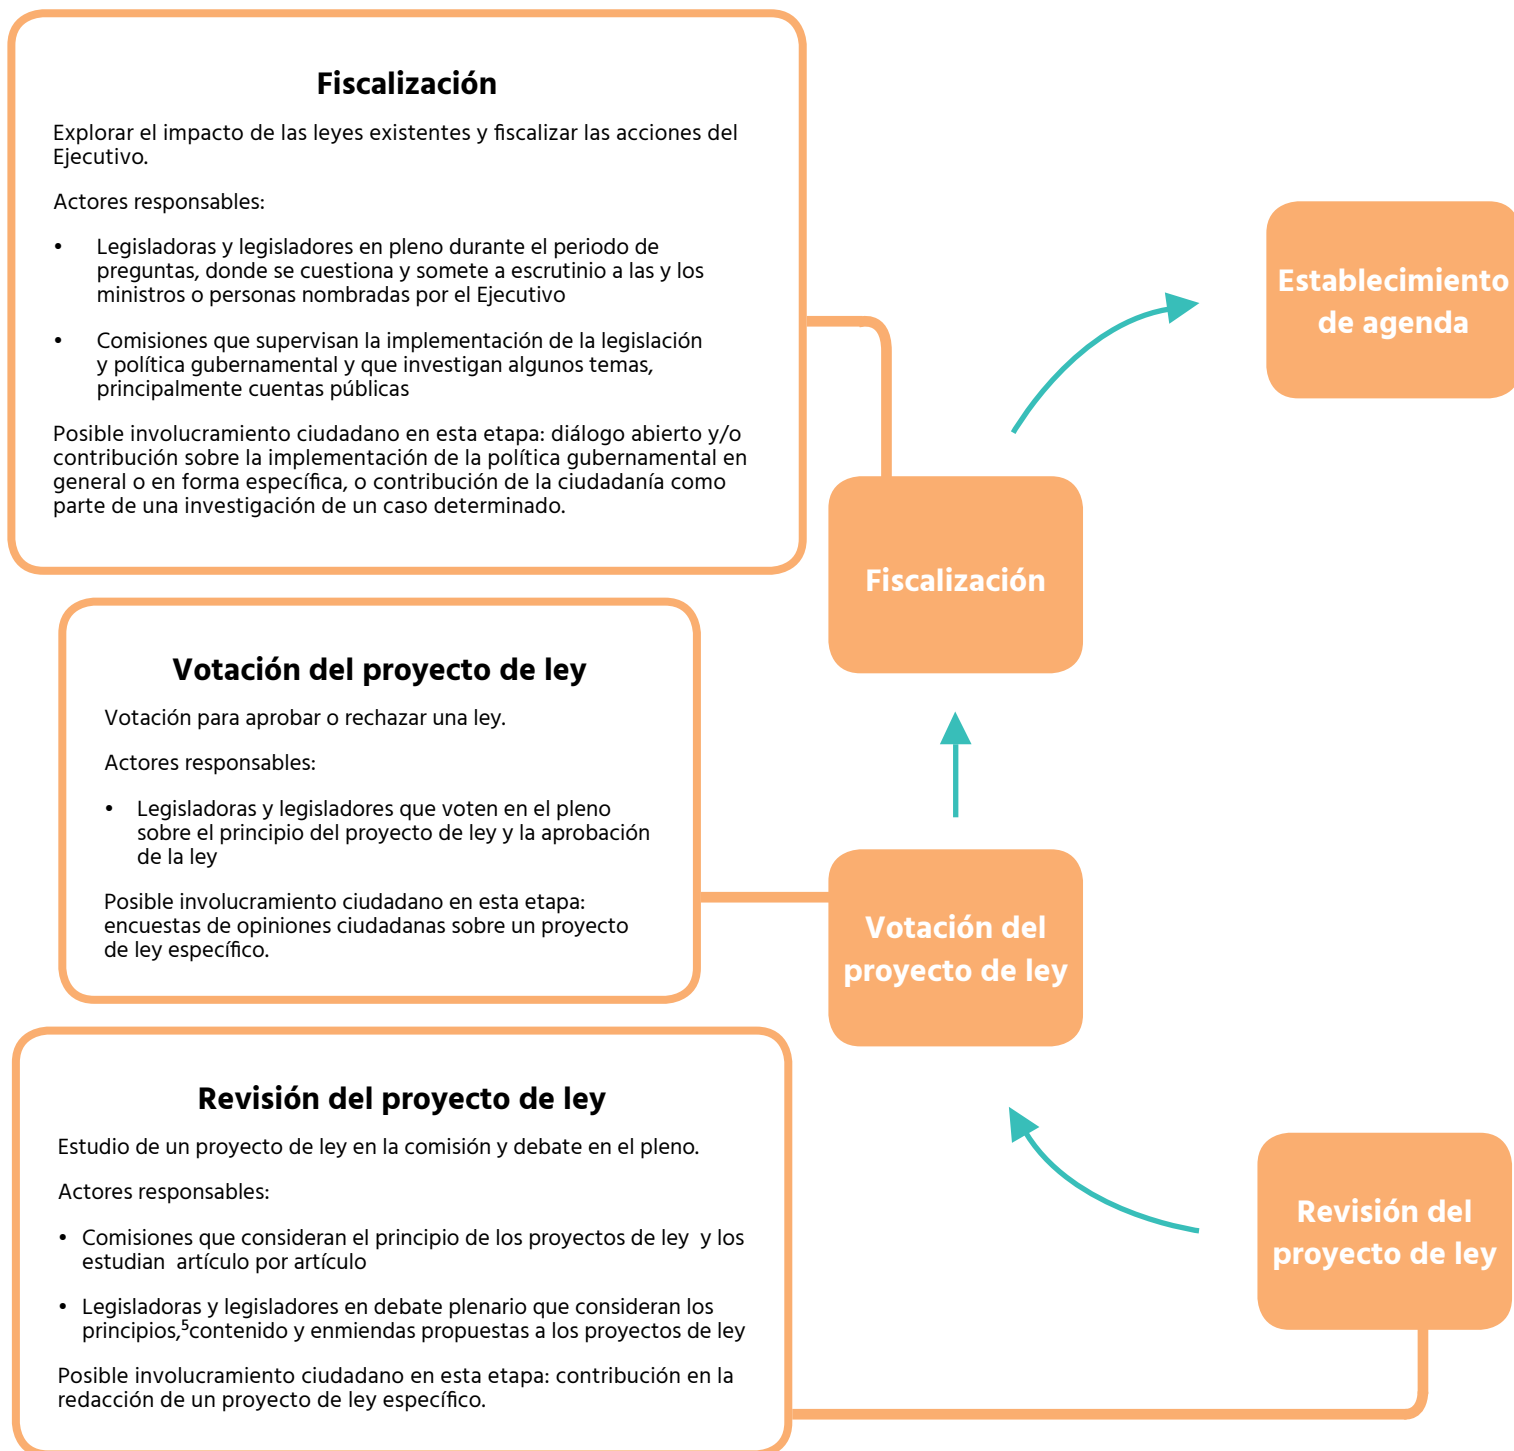 Fiscalización
Explorar el impacto de las leyes existentes y fiscalizar las acciones del
Ejecutivo.
Actores responsables:
• Legisladoras y legisladores en pleno durante el periodo de
preguntas, donde se cuestiona y somete a escrutinio a las y los
ministros o personas nombradas por el Ejecutivo
• Comisiones que supervisan la implementación de la legislación
y política gubernamental y que investigan algunos temas,
principalmente cuentas públicas
Posible involucramiento ciudadano en esta etapa: diálogo abierto y/o
contribución sobre la implementación de la política gubernamental en
general o en forma específica, o contribución de la ciudadanía como
parte de una investigación de un caso determinado.
Establecimiento
de agenda
Fiscalización
Votación del proyecto de ley
Votación para aprobar o rechazar una ley.
Actores responsables:
• Legisladoras y legisladores que voten en el pleno
sobre el principio del proyecto de ley y la aprobación
de la ley
Posible involucramiento ciudadano en esta etapa:
encuestas de opiniones ciudadanas sobre un proyecto
de ley específico.
Votación del
proyecto de ley
Revisión del proyecto de ley
Estudio de un proyecto de ley en la comisión y debate en el pleno.
Actores responsables:
• Comisiones que consideran el principio de los proyectos de ley y los
estudian artículo por artículo
• Legisladoras y legisladores en debate plenario que consideran los
principios,⁵contenido y enmiendas propuestas a los proyectos de ley
Posible involucramiento ciudadano en esta etapa: contribución en la
redacción de un proyecto de ley específico.
Revisión del
proyecto de ley